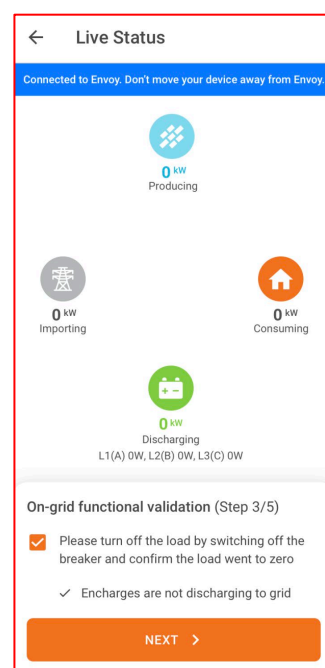 Live Status
Connected to Envoy. Don't move your device away from Envoy.
0 kW
Producing
0 kW
Importing
0 kW
Consuming
0 kW
Discharging
L1(A) 0W, L2(B) 0W, L3(C) 0W
On-grid functional validation (Step 3/5)
Please turn off the load by switching off the
breaker and confirm the load went to zero
Encharges are not discharging to grid
NEXT >